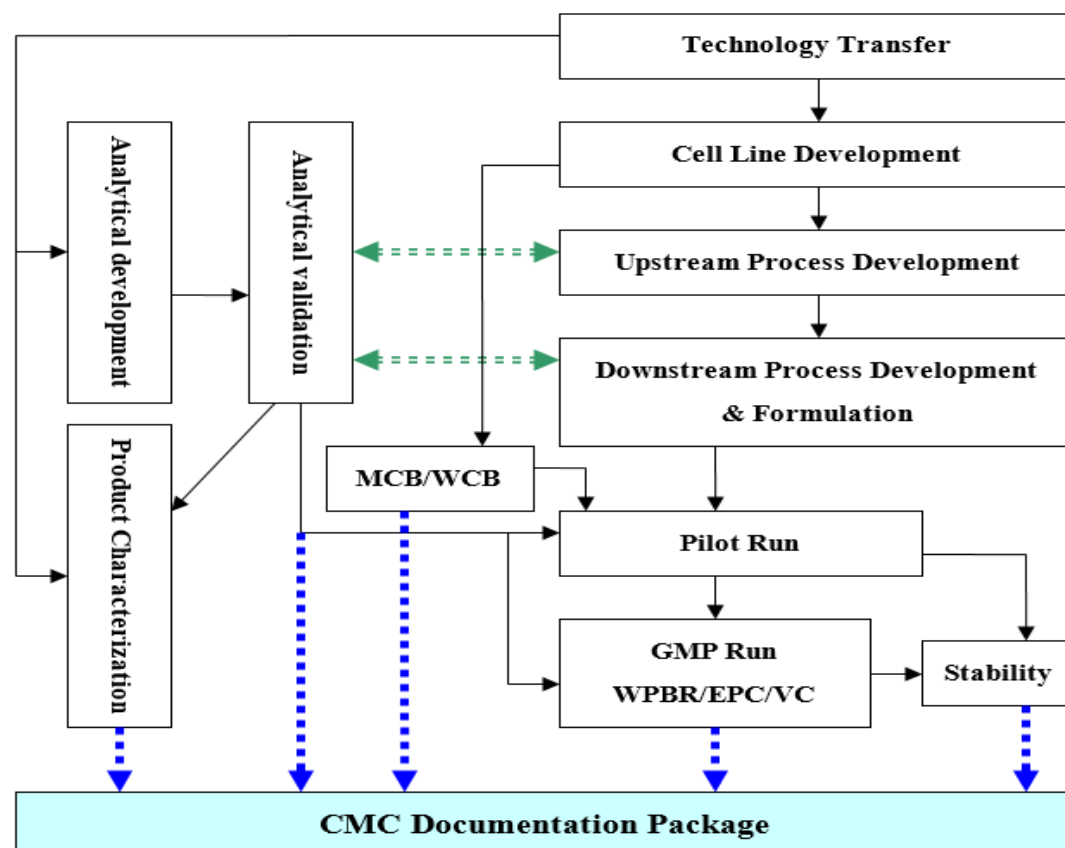 Technology Transfer
Cell Line Development
Analytical development
Analytical validation
Upstream Process Development
Downstream Process Development
& Formulation
Product Characterization
MCB/WCB
Pilot Run
GMP Run
WPBR/EPC/VC
Stability
CMC Documentation Package